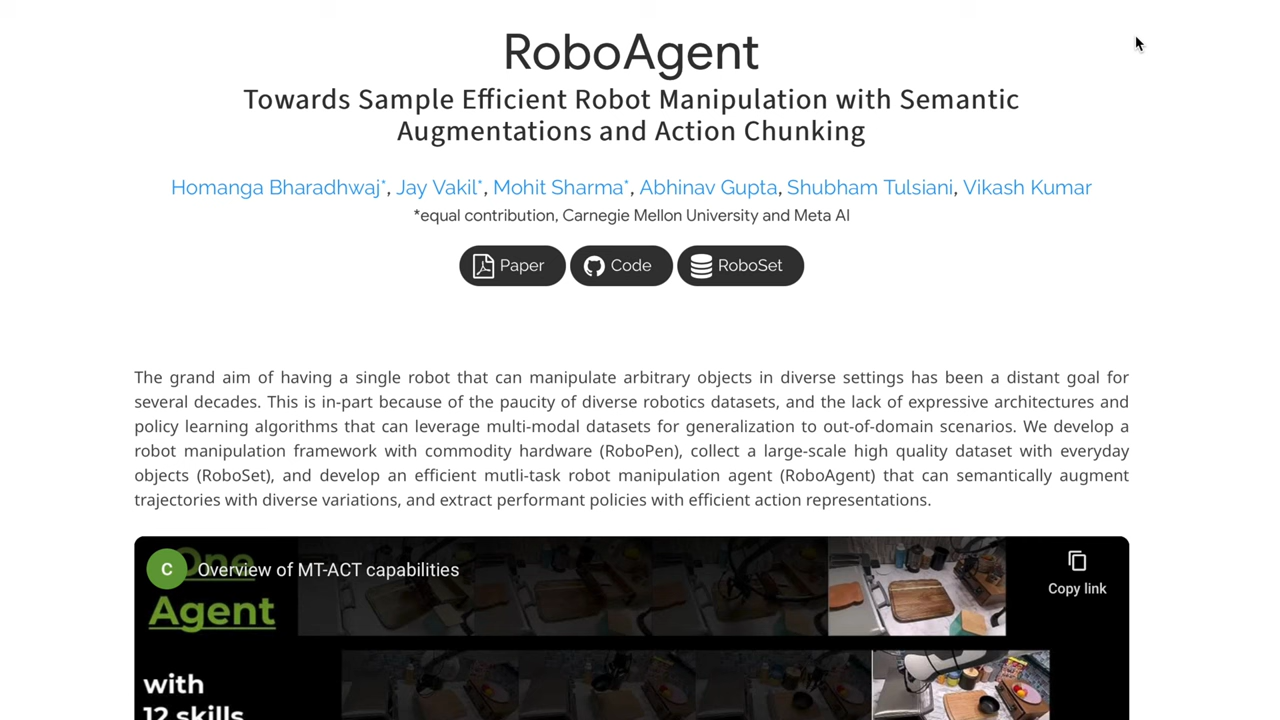 RoboAgent
Towards Sample Efficient Robot Manipulation with Semantic
Augmentations and Action Chunking
Homanga Bharadhwaj*, Jay Vakil*, Mohit Sharma*, Abhinav Gupta, Shubham Tulsiani, Vikash Kumar
*equal contribution, Carnegie Mellon University and Meta AI
Paper Code RoboSet
The grand aim of having a single robot that can manipulate arbitrary objects in diverse settings has been a distant goal for
several decades. This is in-part because of the paucity of diverse robotics datasets, and the lack of expressive architectures and
policy learning algorithms that can leverage multi-modal datasets for generalization to out-of-domain scenarios. We develop a
robot manipulation framework with commodity hardware (RoboPen), collect a large-scale high quality dataset with everyday
objects (RoboSet), and develop an efficient mutli-task robot manipulation agent (RoboAgent) that can semantically augment
trajectories with diverse variations, and extract performant policies with efficient action representations.
One
C Overview of MT-ACT capabilities
Copy link
Agent
with
12 skills